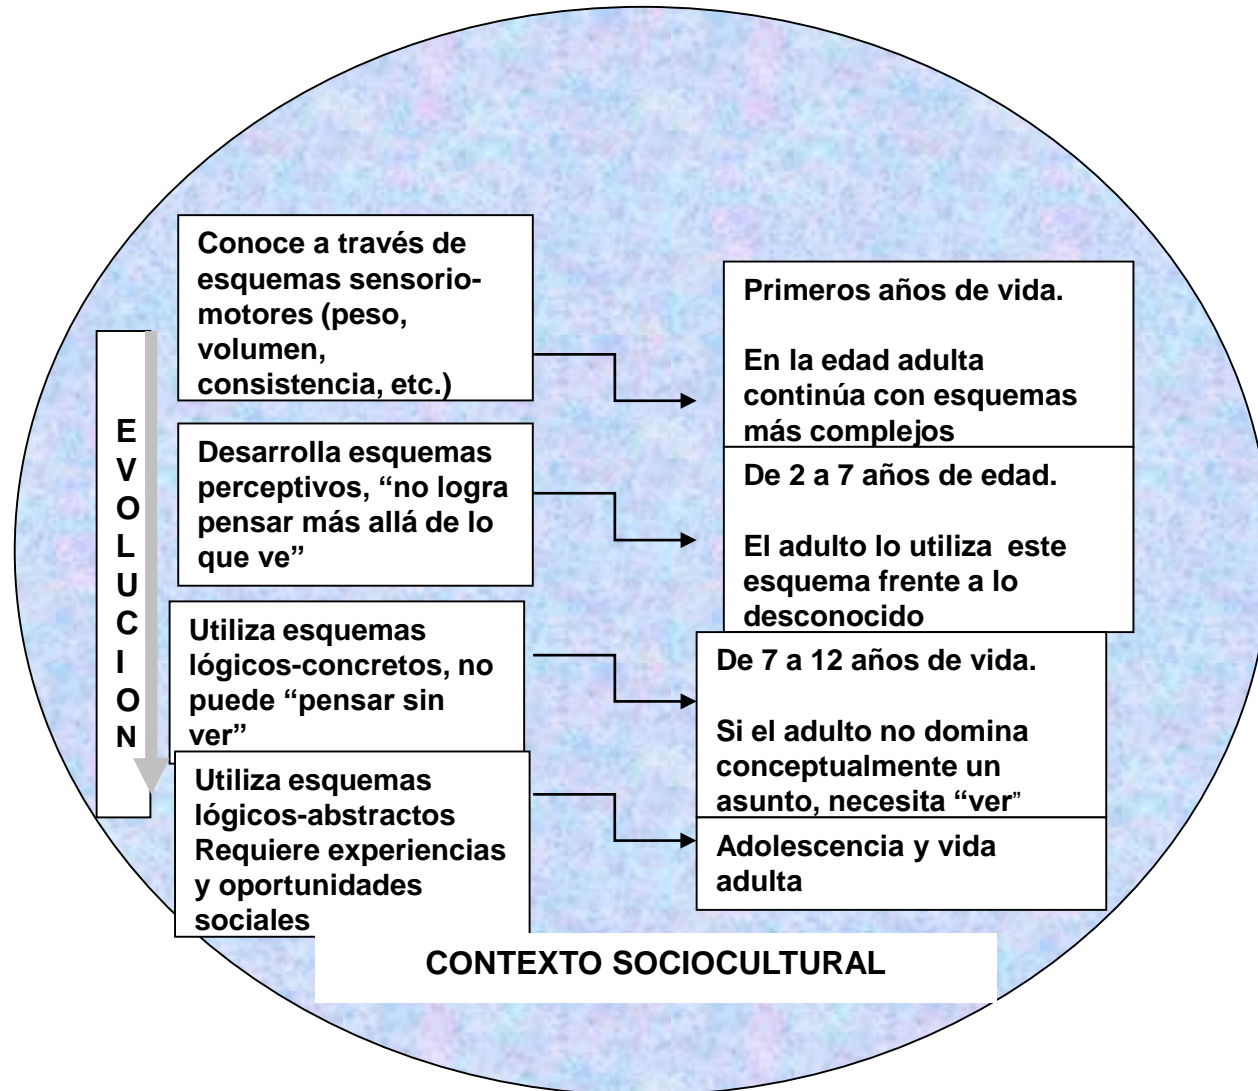 Conoce a través de
esquemas sensorio-
motores (peso,
volumen,
consistencia, etc.)
Primeros años de vida.
En la edad adulta
continúa con esquemas
más complejos
E
V
O
L
U
C
I
O
N
Desarrolla esquemas
perceptivos, “no logra
pensar más allá de lo
que ve”
De 2 a 7 años de edad.
El adulto lo utiliza  este
esquema frente a lo
desconocido
Utiliza esquemas
lógicos-concretos, no
puede “pensar sin
ver”
De 7 a 12 años de vida.
Si el adulto no domina
conceptualmente un
asunto, necesita “ver”
Utiliza esquemas
lógicos-abstractos
Requiere experiencias
y oportunidades
sociales
Adolescencia y vida
adulta
CONTEXTO SOCIOCULTURAL